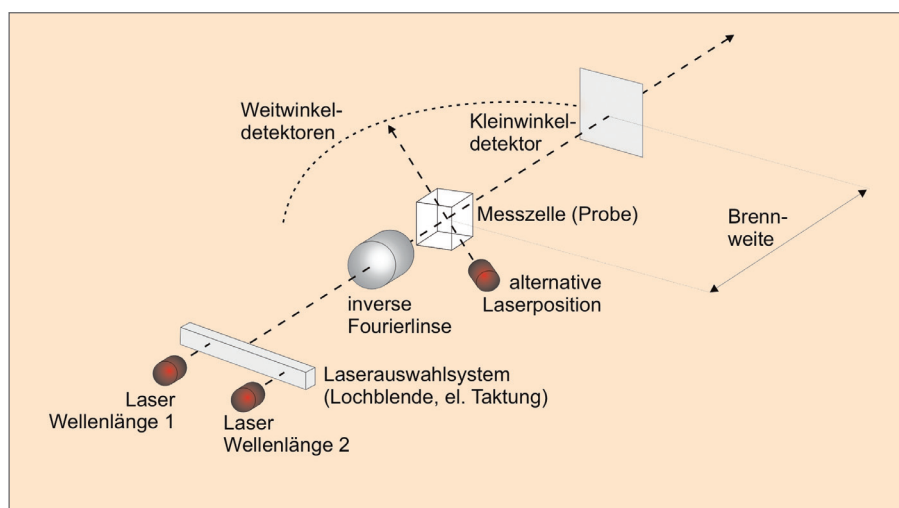 Weitwinkel-
detektoren
Kleinwinkel-
detektor
Messzelle (Probe)
Brenn-
weite
alternative
Laserposition
inverse
Fourierlinse
Laserauswahlsystem
(Lochblende, el. Taktung)
Laser
Wellenlänge 1
Laser
Wellenlänge 2